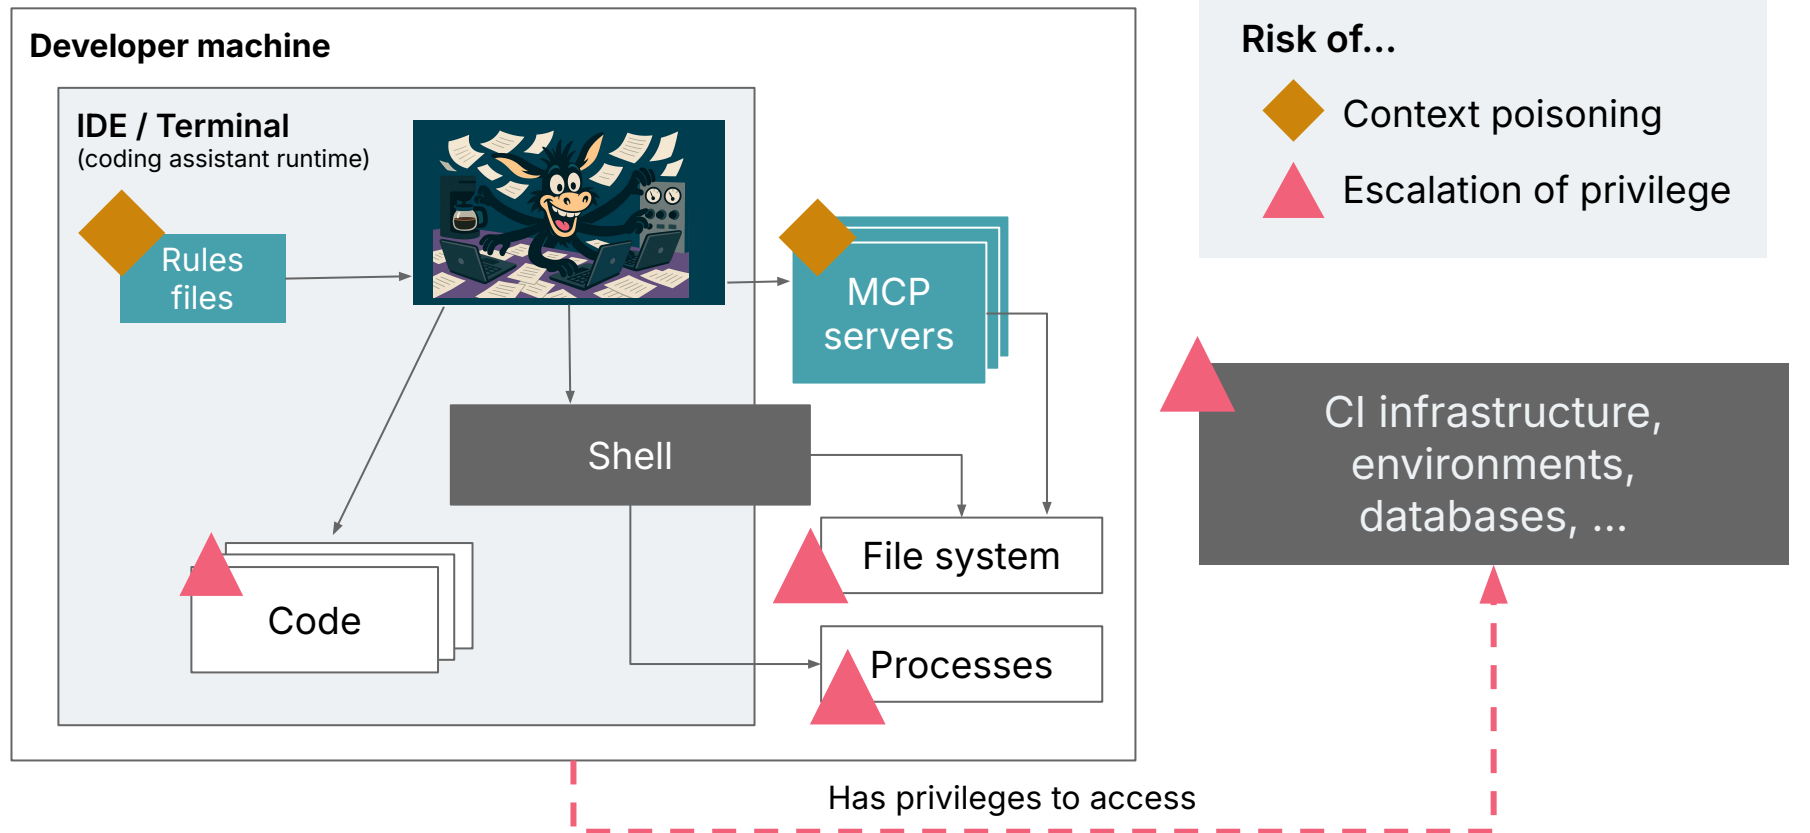 Developer machine
IDE / Terminal
(coding assistant runtime)
Rules
files
MCP
servers
Shell
Code
File system
Processes
Has privileges to access
Risk of...
Context poisoning
Escalation of privilege
CI infrastructure,
environments,
databases, ...